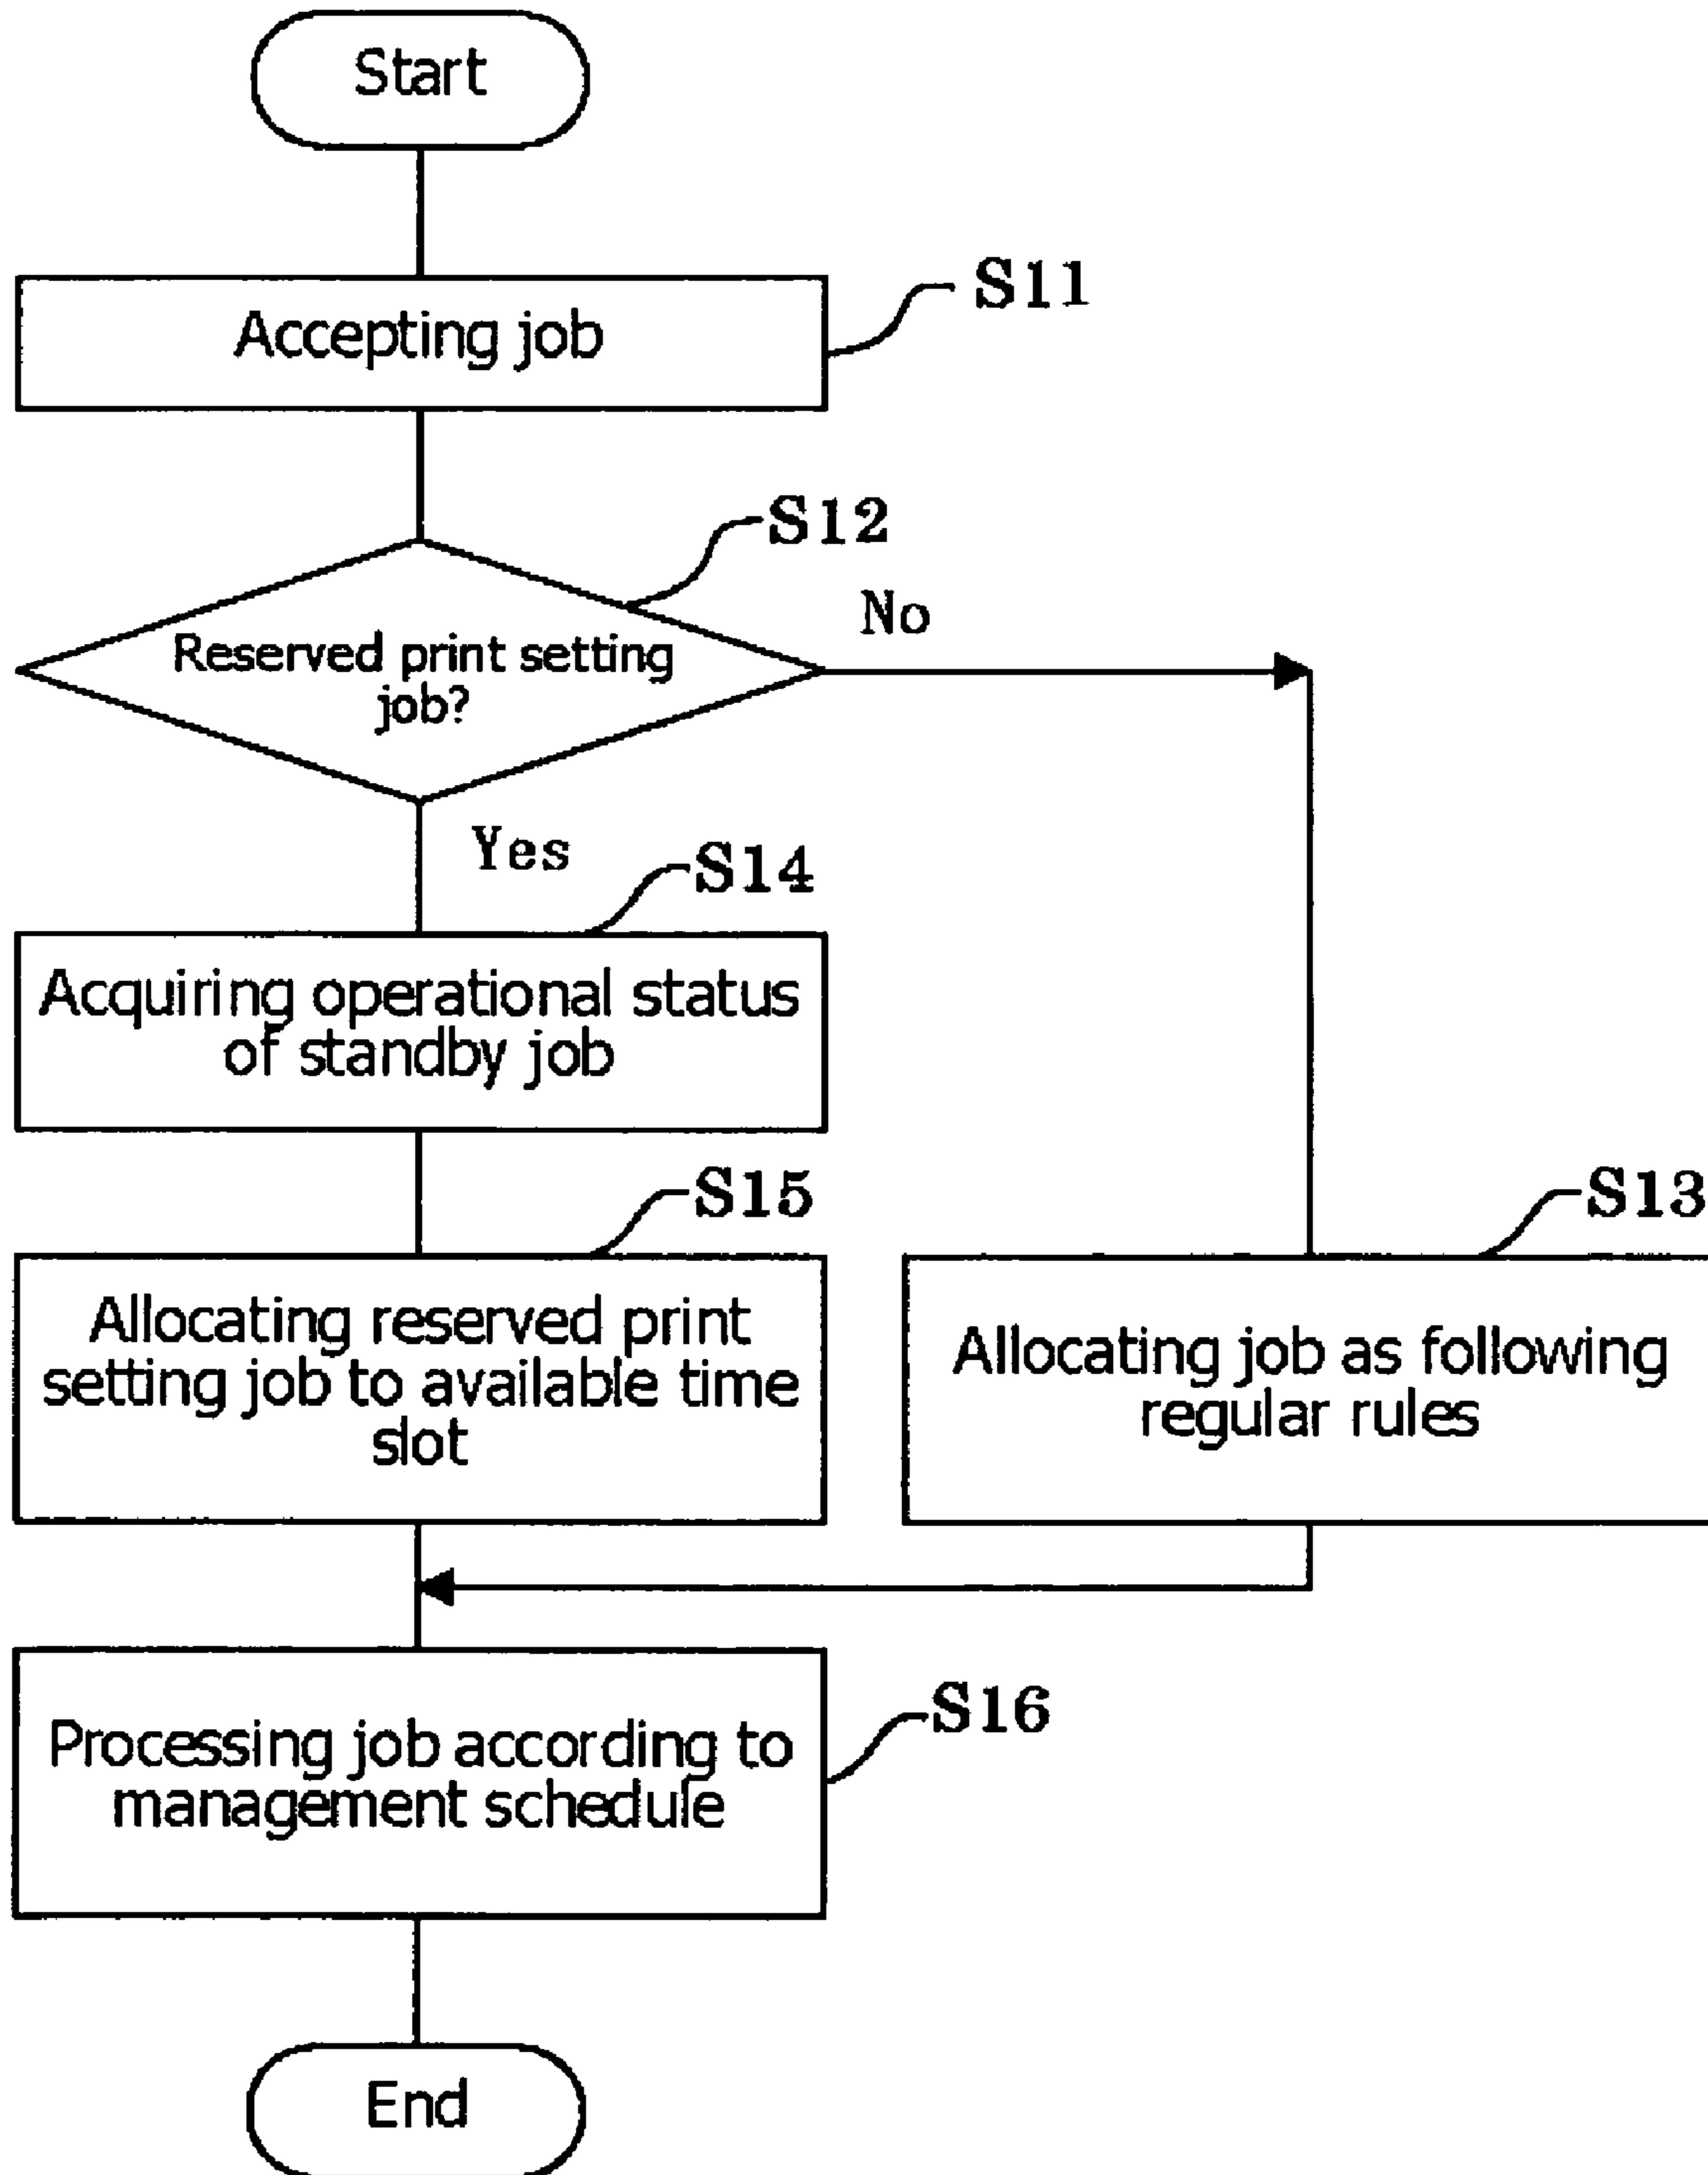 Start
Accepting job
S11
S12
Reserved print setting
job?
No
Yes
S14
Acquiring operational status
of standby job
S15
Allocating reserved print
setting job to available time
slot
S13
Allocating job as following
regular rules
Processing job according to
management schedule
S16
End